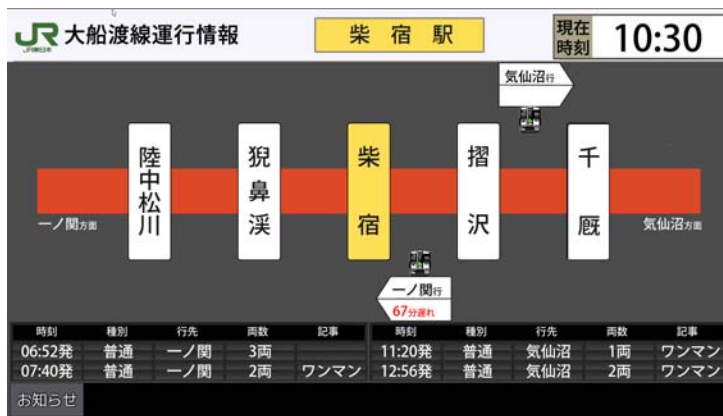 JR 大船渡線運行情報
JR東日本
柴宿駅
現在時刻 10:30
気仙沼行
陸中松川
猊鼻渓
柴宿
摺沢
千厩
一ノ関方面
気仙沼方面
一ノ関行
67分遅れ
時刻 種別 行先 両数 記事 時刻 種別 行先 両数 記事
06:52発 普通 一ノ関 3両 11:20発 普通 気仙沼 1両 ワンマン
07:40発 普通 一ノ関 2両 ワンマン 12:56発 普通 気仙沼 2両 ワンマン
お知らせ